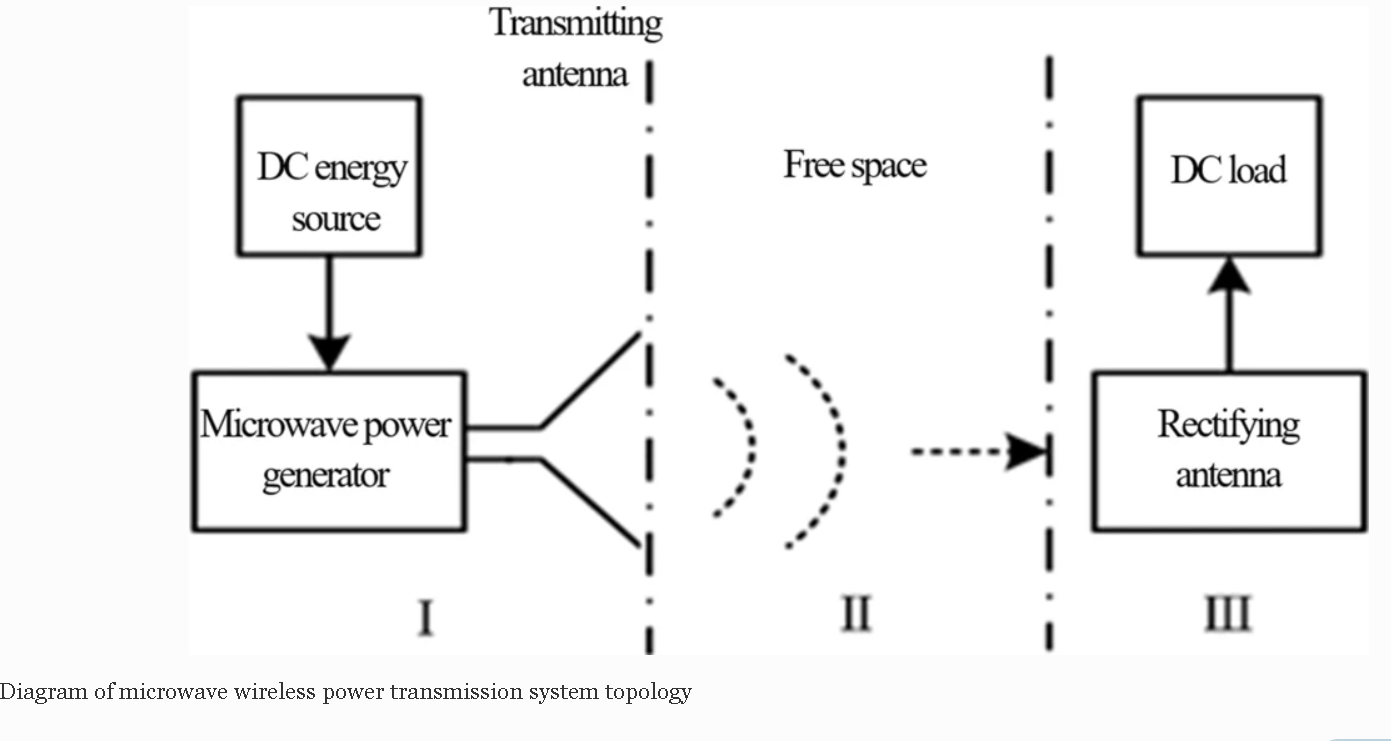 Transmitting
antenna
DC energy
source
Free space
DC load
Microwave power
generator
Rectifying
antenna
I
II
III
Diagram of microwave wireless power transmission system topology